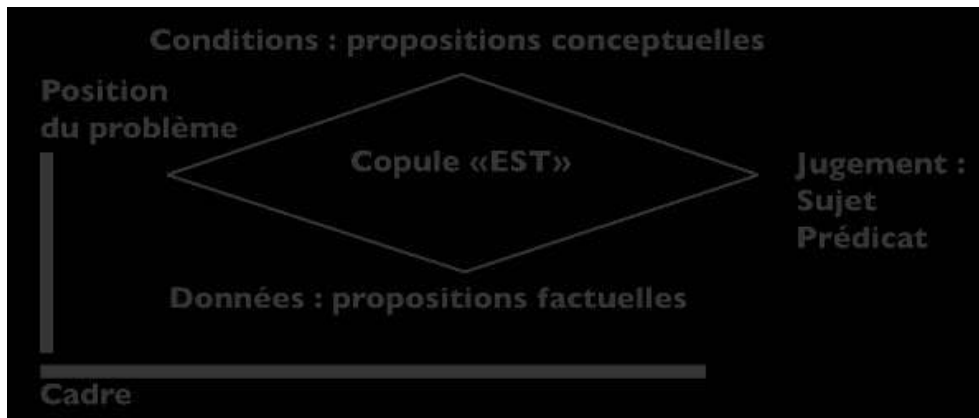 Conditions : propositions conceptuelles
Position
du problème
Copule «EST»
Jugement :
Sujet
Prédicat
Données : propositions factuelles
Cadre